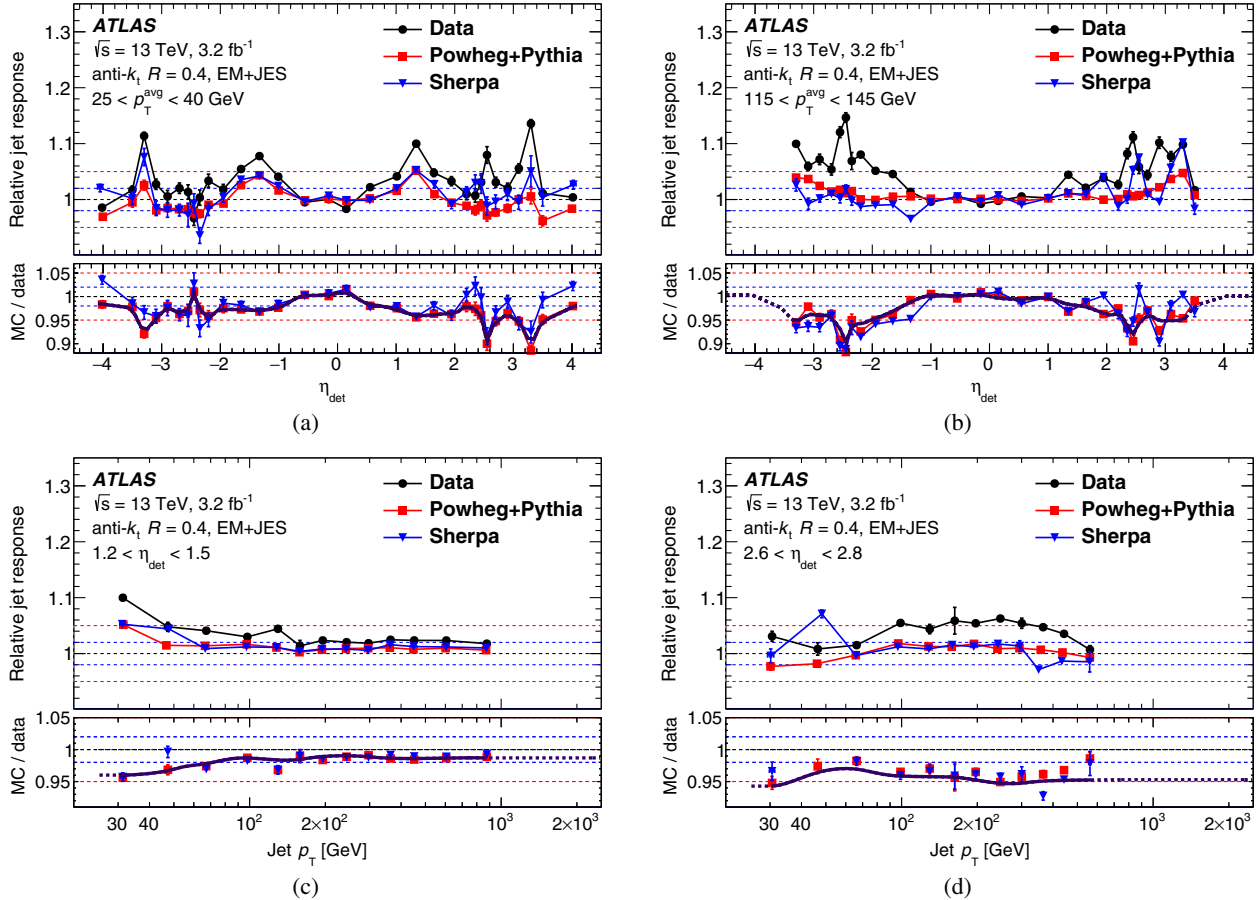 ATLAS
√s = 13 TeV, 3.2 fb⁻¹
anti-kₜ R = 0.4, EM+JES
25 < p_T^avg < 40 GeV
Data
Powheg+Pythia
Sherpa
Relative jet response
1.3
1.2
1.1
1
MC / data
1.05
1
0.95
0.9
−4 −3 −2 −1 0 1 2 3 4
η_det
(a)
ATLAS
√s = 13 TeV, 3.2 fb⁻¹
anti-kₜ R = 0.4, EM+JES
115 < p_T^avg < 145 GeV
Data
Powheg+Pythia
Sherpa
Relative jet response
1.3
1.2
1.1
1
MC / data
1.05
1
0.95
0.9
−4 −3 −2 −1 0 1 2 3 4
η_det
(b)
ATLAS
√s = 13 TeV, 3.2 fb⁻¹
anti-kₜ R = 0.4, EM+JES
1.2 < η_det < 1.5
Data
Powheg+Pythia
Sherpa
Relative jet response
1.3
1.2
1.1
1
MC / data
1.05
1
0.95
30 40 10² 2×10² 10³ 2×10³
Jet p_T [GeV]
(c)
ATLAS
√s = 13 TeV, 3.2 fb⁻¹
anti-kₜ R = 0.4, EM+JES
2.6 < η_det < 2.8
Data
Powheg+Pythia
Sherpa
Relative jet response
1.3
1.2
1.1
1
MC / data
1.05
1
0.95
30 40 10² 2×10² 10³ 2×10³
Jet p_T [GeV]
(d)